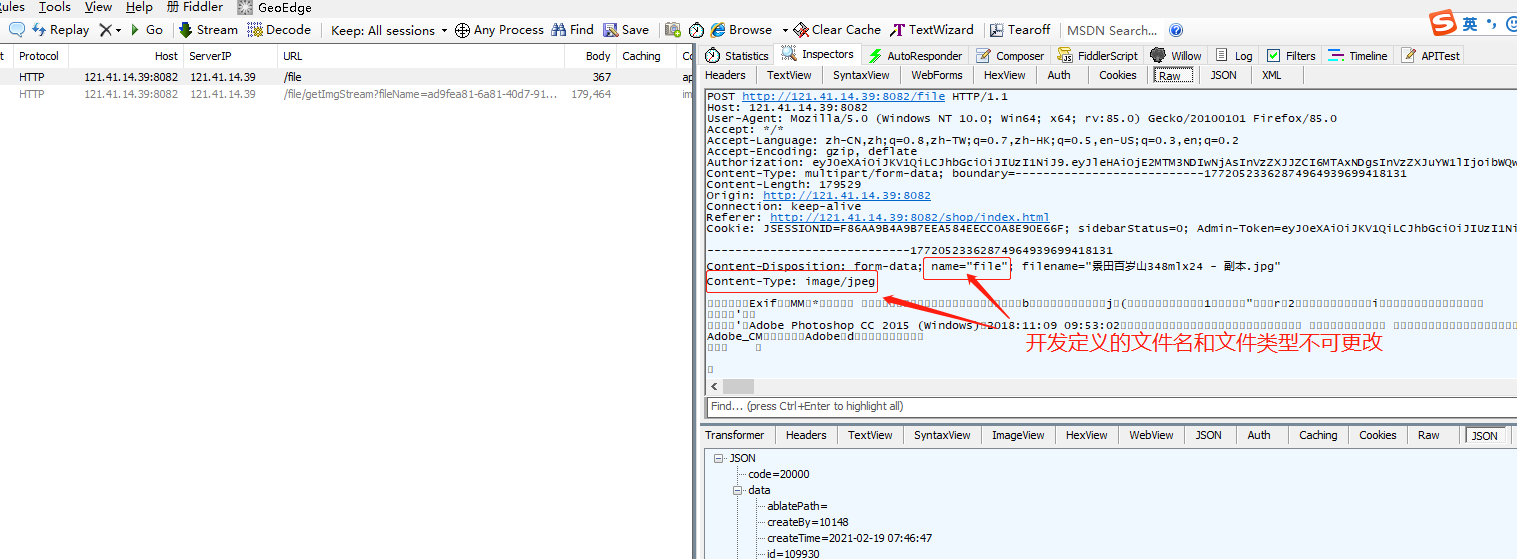 Rules Tools View Help 册 Fiddler GeoEdge
Replay Go Stream Decode Keep: All sessions Any Process Find Save Browse Clear Cache TextWizard Tearoff MSDN Search...
英
Protocol Host ServerIP URL Body Caching
HTTP 121.41.14.39:8082 121.41.14.39 /file 367
HTTP 121.41.14.39:8082 121.41.14.39 /file/getImgStream?fileName=ad9fea81-6a81-40d7-91... 179,464
Statistics Inspectors AutoResponder Composer FiddlerScript Willow Log Filters Timeline APITest
Headers TextView SyntaxView WebForms HexView Auth Cookies Raw JSON XML
POST http://121.41.14.39:8082/file HTTP/1.1
Host: 121.41.14.39:8082
User-Agent: Mozilla/5.0 (Windows NT 10.0; Win64; x64; rv:85.0) Gecko/20100101 Firefox/85.0
Accept: */*
Accept-Language: zh-CN,zh;q=0.8,zh-TW;q=0.7,zh-HK;q=0.5,en-US;q=0.3,en;q=0.2
Accept-Encoding: gzip, deflate
Authorization:
Content-Type: multipart/form-data; boundary=---------------------------17720523362874964939699418131
Content-Length: 179529
Origin: http://121.41.14.39:8082
Connection: keep-alive
Referer: http://121.41.14.39:8082/shop/index.html
Cookie: JSESSIONID=F86AA9B4A9B7EEA584EECC0A8E90E66F; sidebarStatus=0;
-----------------------------17720523362874964939699418131
Content-Disposition: form-data; name="file"; filename="景田百岁山348mlx24 - 副本.jpg"
Content-Type: image/jpeg
Exif MM * b j ( 1 " r 2 i
'
' Adobe Photoshop CC 2015 (Windows) 2018:11:09 09:53:02
Adobe_CM Adobe d
开发定义的文件名和文件类型不可更改
Find... (press Ctrl+Enter to highlight all)
Transformer Headers TextView SyntaxView ImageView HexView WebView JSON Auth Caching Cookies Raw JSON
JSON
code=20000
data
ablatePath=
createBy=10148
createTime=2021-02-19 07:46:47
id=109930